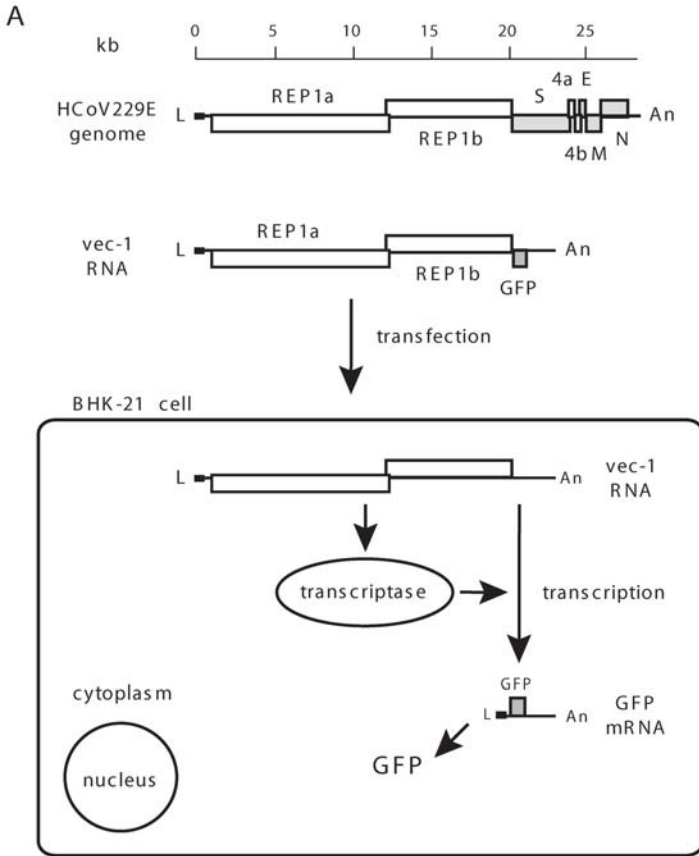 A
kb
0 5 10 15 20 25
4a E
REP1a S
HCoV229E
genome
L An
REP1b 4b M N
vec-1
RNA
REP1a
L An
REP1b
GFP
transfection
BHK-21 cell
L An
vec-1
RNA
transcriptase
transcription
GFP
L An
GFP
mRNA
cytoplasm
GFP
nucleus